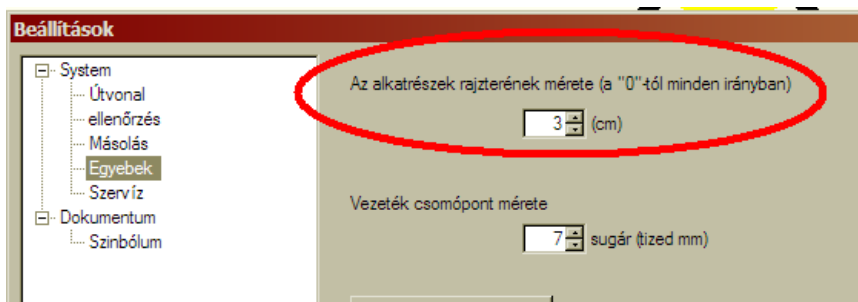 Beállítások
System
Útvonal
ellenőrzés
Másolás
Egyebek
Szervíz
Dokumentum
Szinbólum
Az alkatrészek rajzterének mérete (a "0"-tól minden irányban)
3 (cm)
Vezeték csomópont mérete
7 sugár (tized mm)